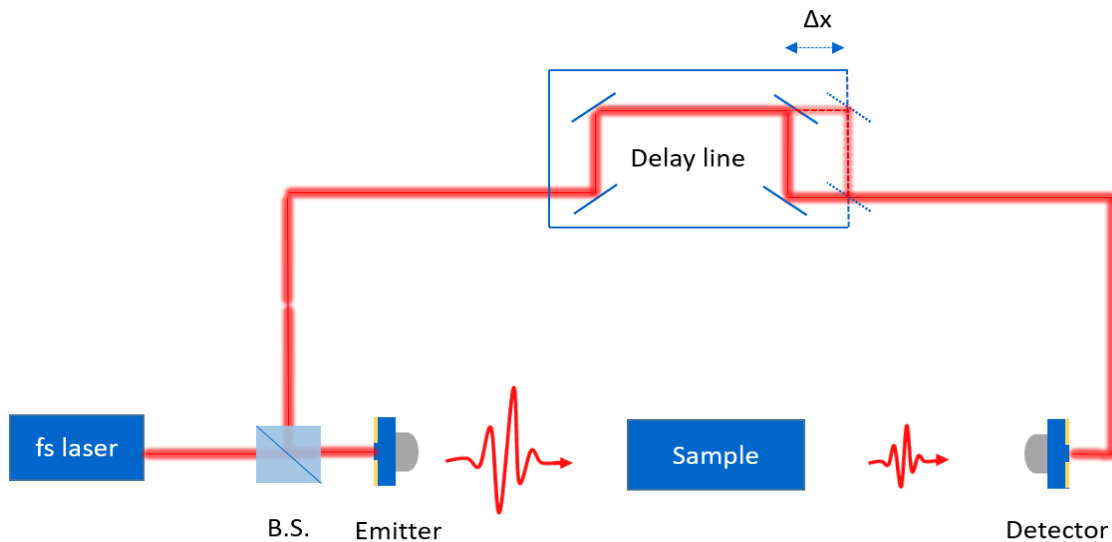 Δx
Delay line
fs laser
Sample
B.S.
Emitter
Detector